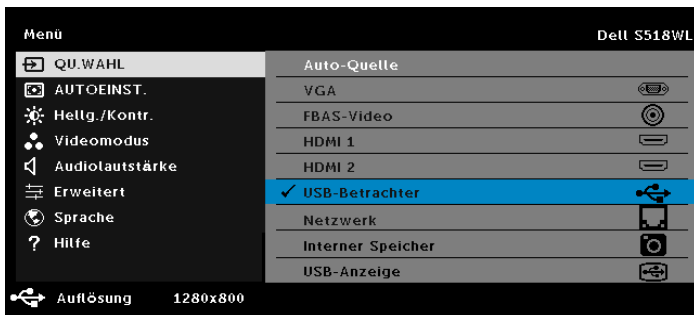 Menü
Dell S518WL
QU.WAHL
AUTOEINST.
Hellg./Kontr.
Videomodus
Audiolautstärke
Erweitert
Sprache
? Hilfe
Auto-Quelle
VGA
FBAS-Video
HDMI 1
HDMI 2
✓ USB-Betrachter
Netzwerk
Interner Speicher
USB-Anzeige
Auflösung 1280x800